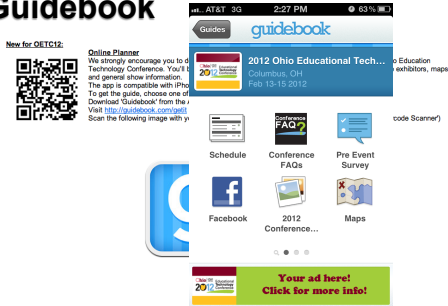 Guidebook
New for OETC12:
Online Planner
We strongly encourage you to d
o Education
Technology Conference. You'll b
exhibitors, maps
and general show information.
The app is compatible with iPho
To get the guide, choose one of
Download 'Guidebook' from the A
Visit http://guidebook.com/getit
Scan the following image with yo
code Scanner')
AT&T 3G 2:27 PM 63%
Guides guidebook
2012 Ohio Educational Tech...
Columbus, OH
Feb 13-15 2012
Conference
FAQ?
Schedule Conference FAQs Pre Event Survey
Facebook 2012 Conference... Maps
Your ad here!
Click for more info!